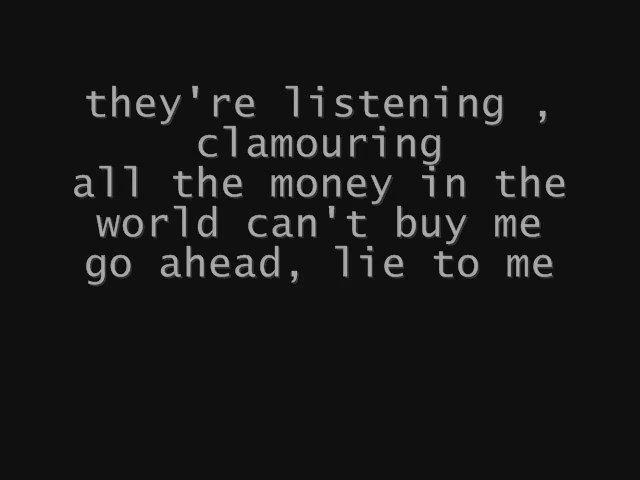 they're listening ,
clamouring
all the money in the
world can't buy me
go ahead, lie to me